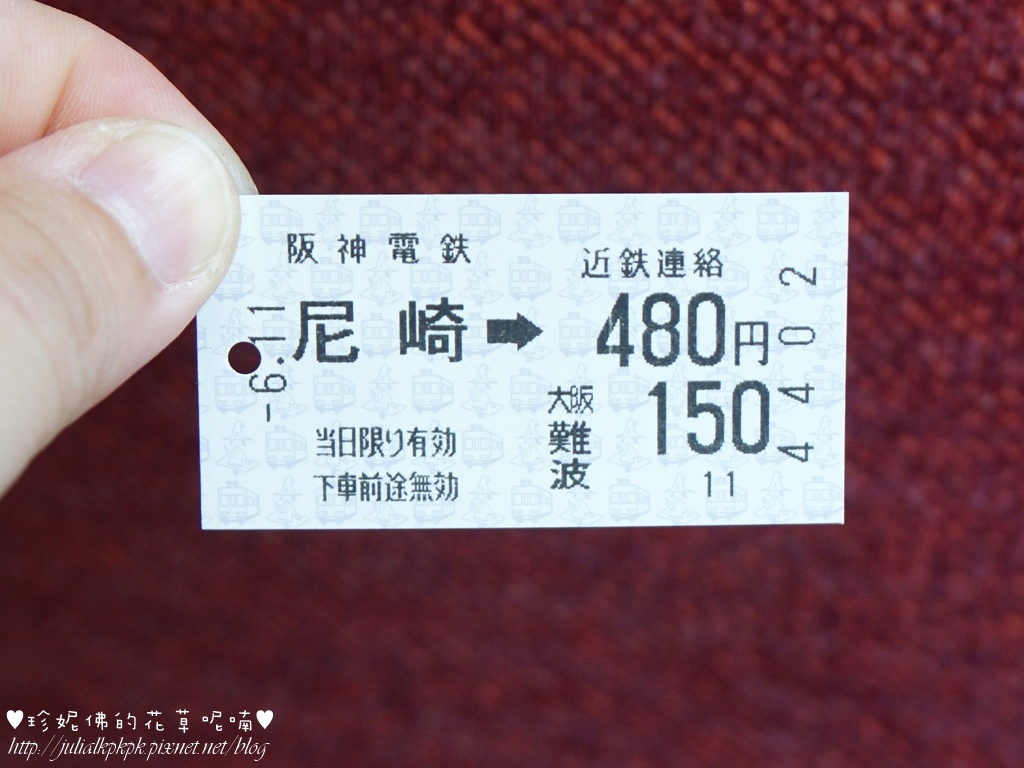 阪神電鉄
近鉄連絡
尼崎➡
480円
大阪難波
150
当日限り有効
下車前途無効
11
-6.11
4402
♥珍妮佛的花草呢喃♥
http://julialkpkpk.pixnet.net/blog